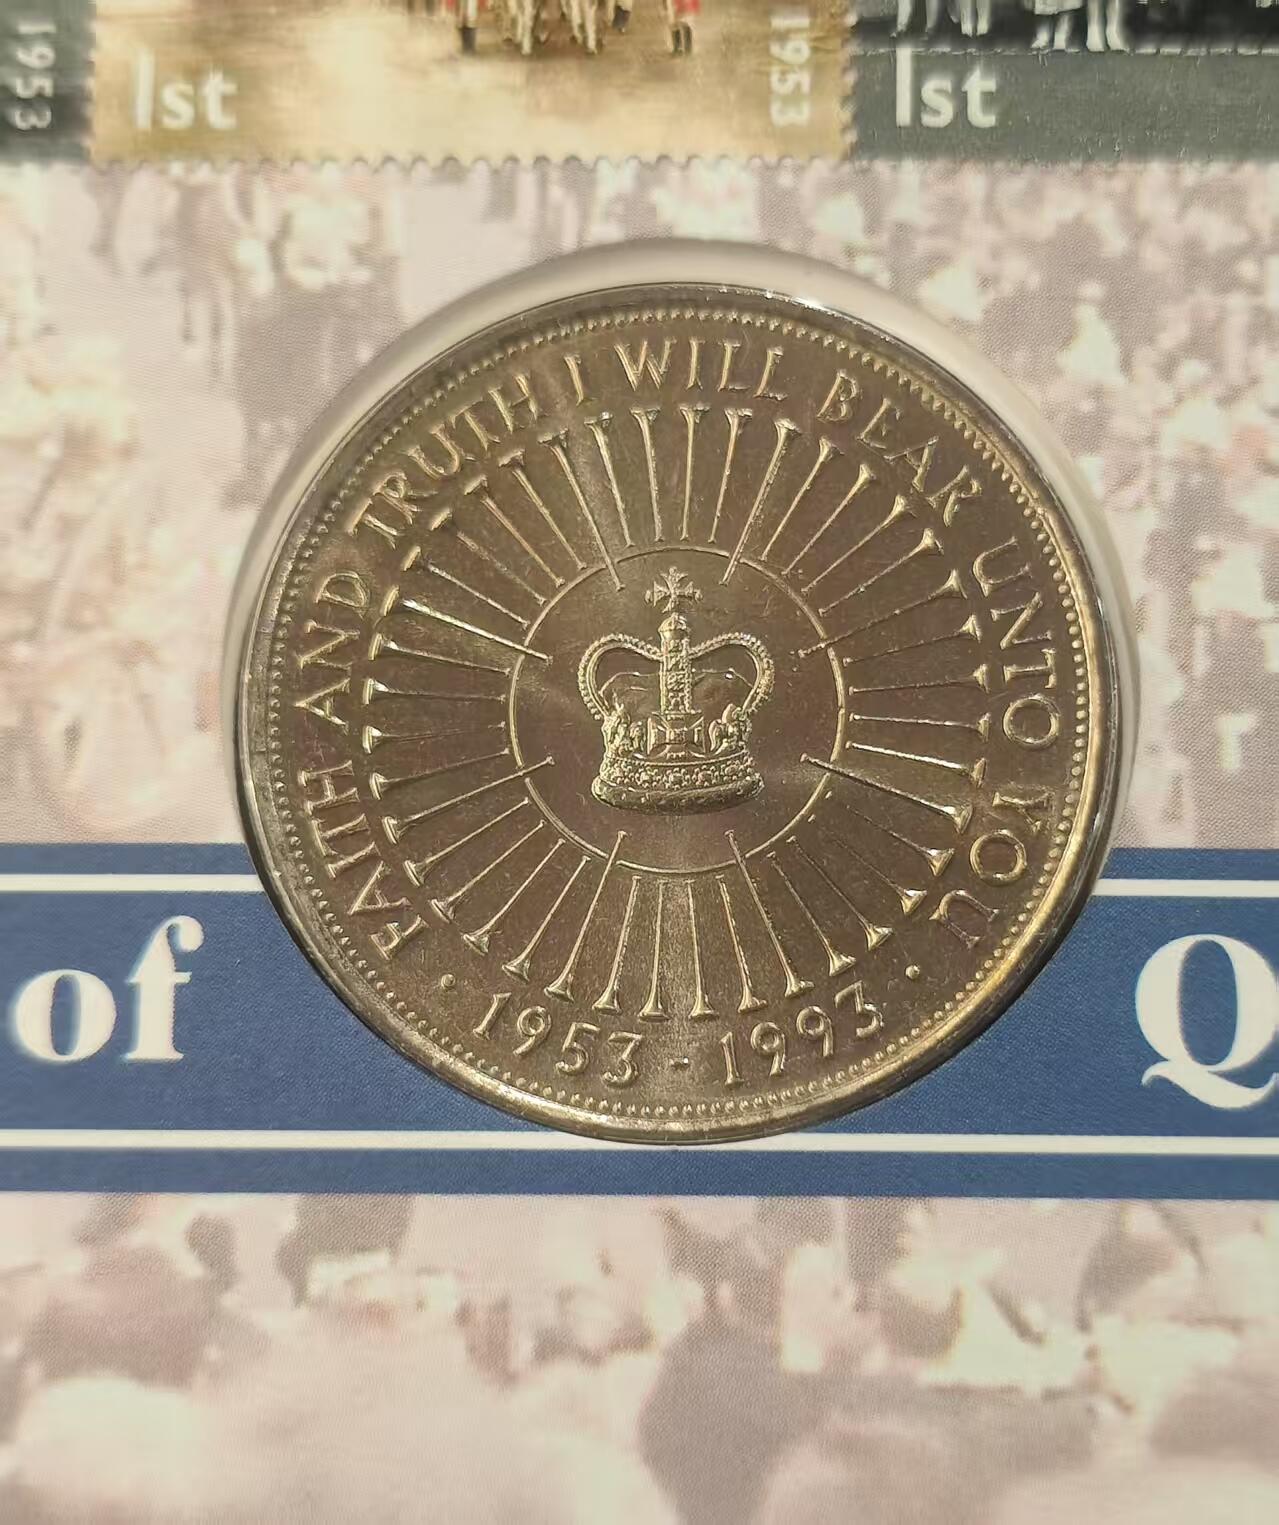 1953
1st
1953
1st
FAITH AND TRUTH I WILL BEAR UNTO YOU
· 1953 - 1993 ·
of
Q